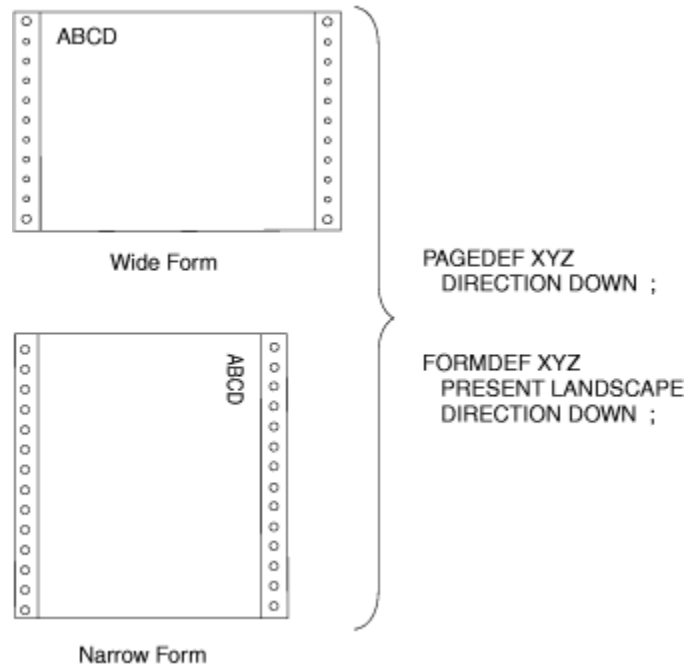 ABCD
Wide Form
PAGEDEF XYZ
DIRECTION DOWN ;
FORMDEF XYZ
PRESENT LANDSCAPE
DIRECTION DOWN ;
ABCD
Narrow Form